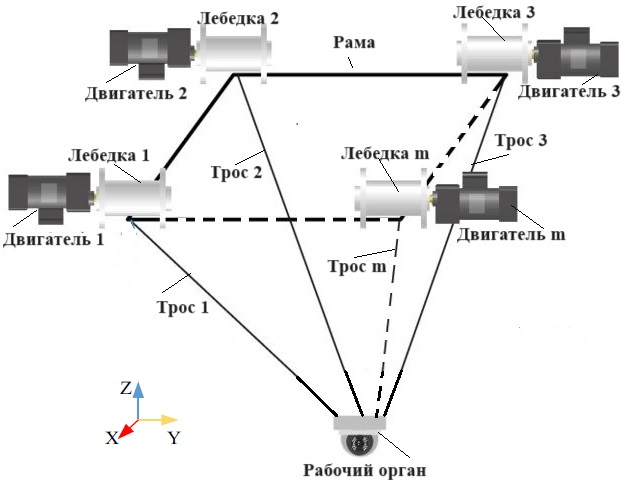 Лебедка 2
Лебедка 3
Рама
Двигатель 2
Двигатель 3
Лебедка 1
Лебедка m
Трос 3
Трос 2
Двигатель 1
Двигатель m
Трос m
Трос 1
Z
X
Y
Рабочий орган